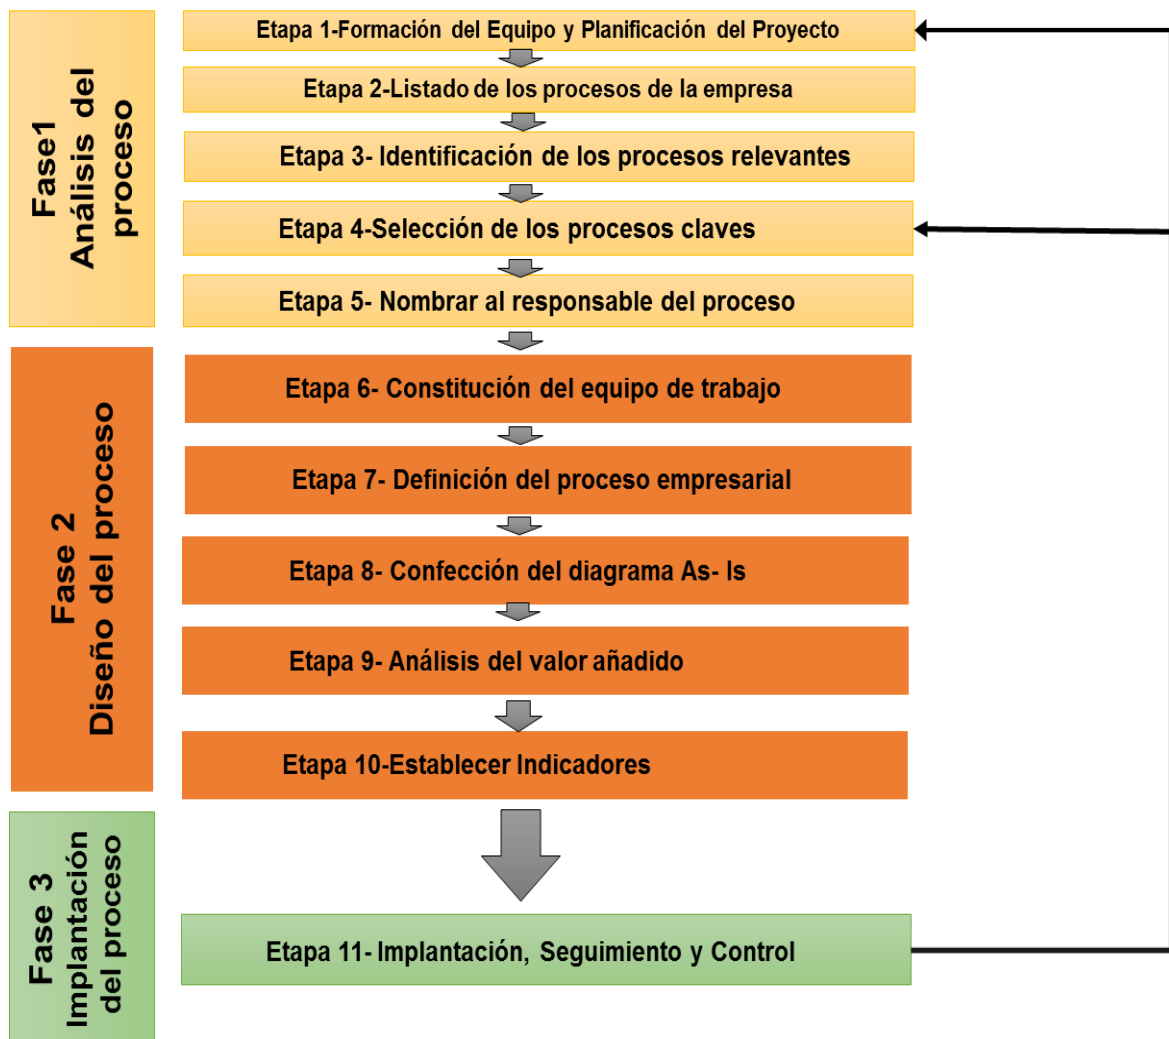 Fase1
Análisis del
proceso
Etapa 1-Formación del Equipo y Planificación del Proyecto
Etapa 2-Listado de los procesos de la empresa
Etapa 3- Identificación de los procesos relevantes
Etapa 4-Selección de los procesos claves
Etapa 5- Nombrar al responsable del proceso
Fase 2
Diseño del proceso
Etapa 6- Constitución del equipo de trabajo
Etapa 7- Definición del proceso empresarial
Etapa 8- Confección del diagrama As- Is
Etapa 9- Análisis del valor añadido
Etapa 10-Establecer Indicadores
Fase 3
Implantación
del proceso
Etapa 11- Implantación, Seguimiento y Control